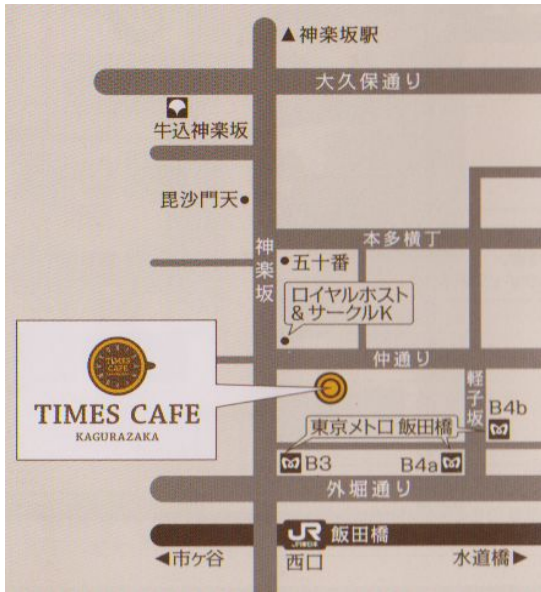 ▲神楽坂駅
大久保通り
牛込神楽坂
毘沙門天
本多横丁
神楽坂
五十番
ロイヤルホスト
&サークルK
仲通り
TIMES
CAFE
TIMES CAFE
KAGURAZAKA
軽子坂
B4b
東京メトロ 飯田橋
B3
B4a
外堀通り
JR
飯田橋
◀市ケ谷
西口
水道橋▶